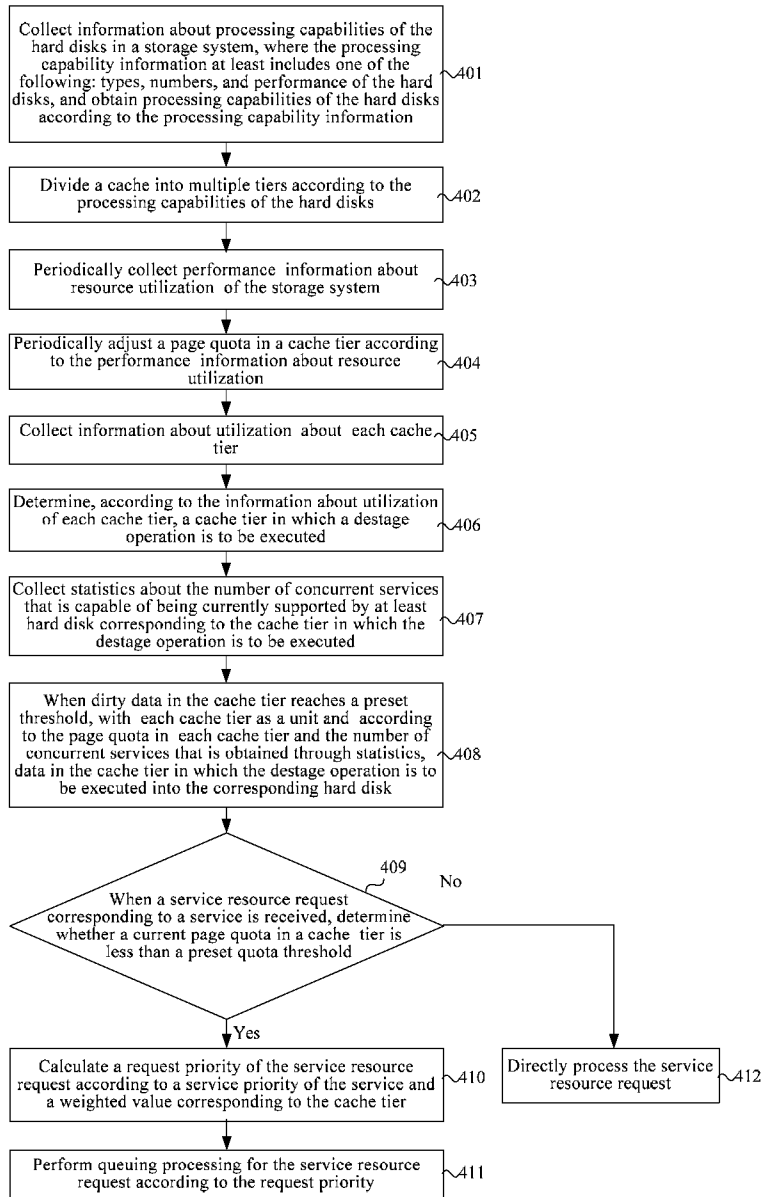 Collect information about processing capabilities of the
hard disks in a storage system, where the processing
capability information at least includes one of the
following: types, numbers, and performance of the hard
disks, and obtain processing capabilities of the hard disks
according to the processing capability information
401
Divide a cache into multiple tiers according to the
processing capabilities of the hard disks
402
Periodically collect performance information about
resource utilization of the storage system
403
Periodically adjust a page quota in a cache tier according
to the performance information about resource
utilization
404
Collect information about utilization about each cache
tier
405
Determine, according to the information about utilization
of each cache tier, a cache tier in which a destage
operation is to be executed
406
Collect statistics about the number of concurrent services
that is capable of being currently supported by at least
hard disk corresponding to the cache tier in which the
destage operation is to be executed
407
When dirty data in the cache tier reaches a preset
threshold, with each cache tier as a unit and according
to the page quota in each cache tier and the number of
concurrent services that is obtained through statistics,
data in the cache tier in which the destage operation is to
be executed into the corresponding hard disk
408
409
No
When a service resource request
corresponding to a service is received, determine
whether a current page quota in a cache tier is
less than a preset quota threshold
Yes
Calculate a request priority of the service resource
request according to a service priority of the service and
a weighted value corresponding to the cache tier
410
Directly process the service
resource request
412
Perform queuing processing for the service resource
request according to the request priority
411